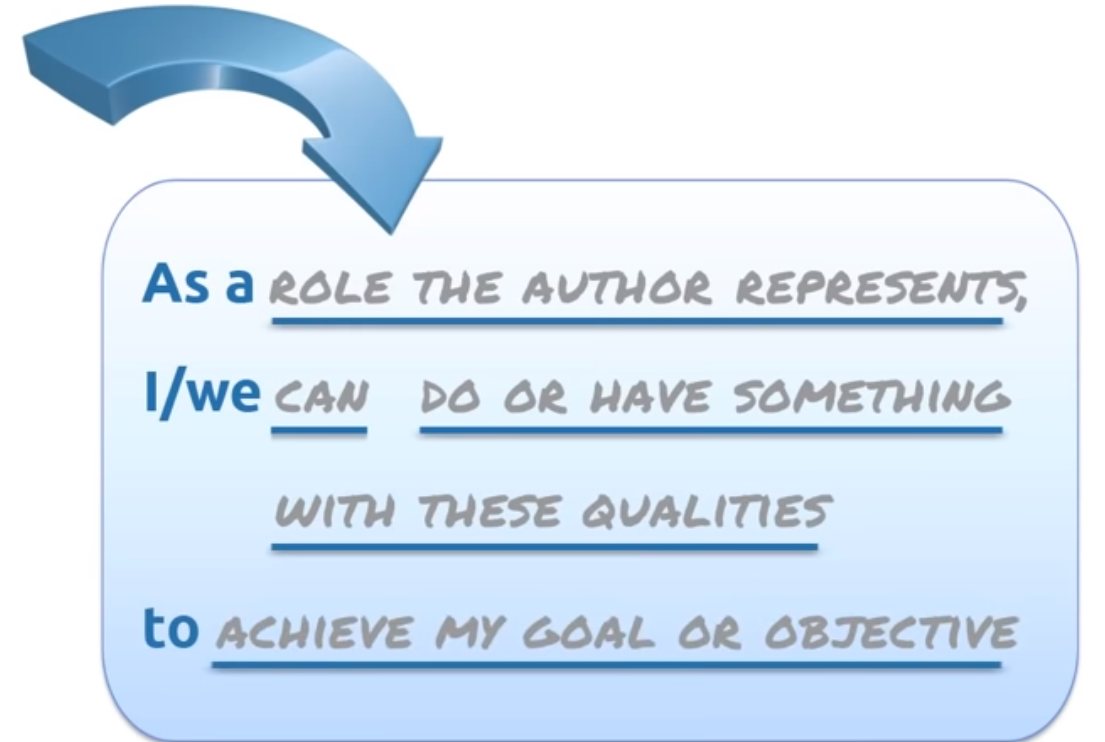 As a ROLE THE AUTHOR REPRESENTS,
I/we CAN DO OR HAVE SOMETHING
WITH THESE QUALITIES
to ACHIEVE MY GOAL OR OBJECTIVE